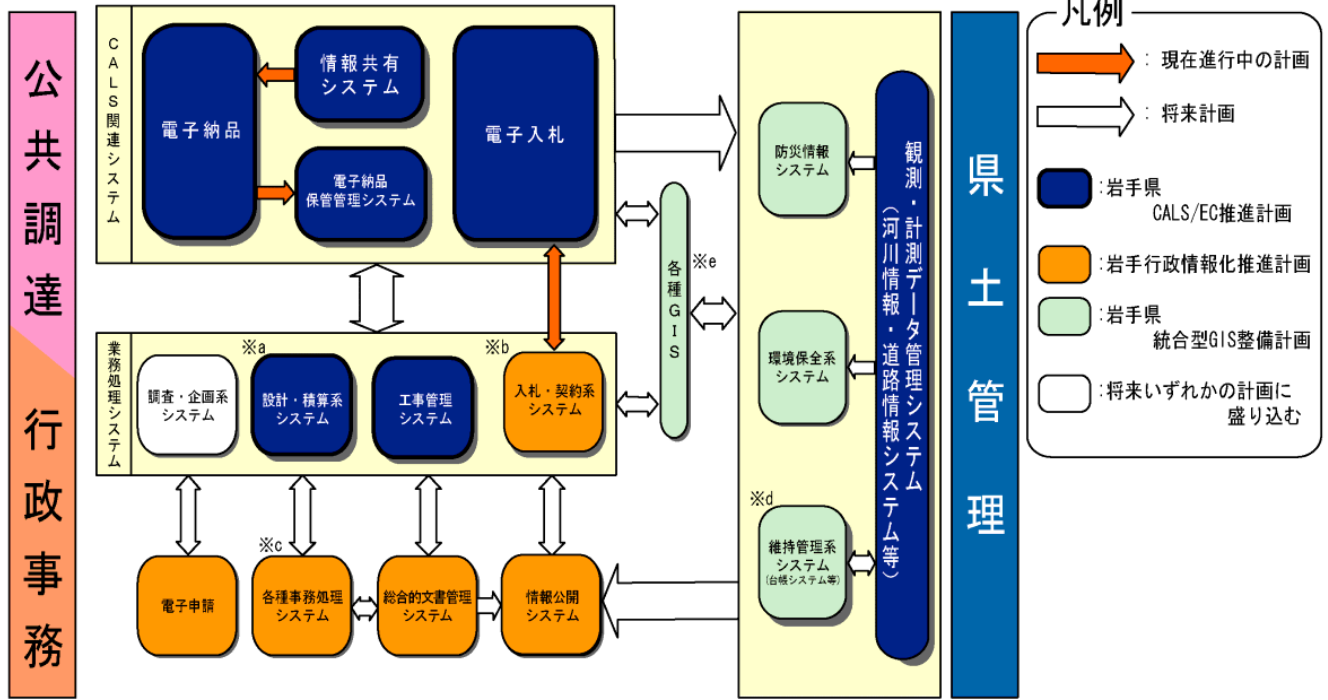 公共調達
行政事務
CALS関連システム
電子納品
情報共有
システム
電子納品
保管管理システム
電子入札
業務処理システム
調査・企画系
システム
※a
設計・積算系
システム
工事管理
システム
※b
入札・契約系
システム
電子申請
※c
各種事務処理
システム
総合的文書管理
システム
情報公開
システム
各種GIS
※e
防災情報
システム
環境保全系
システム
※d
維持管理系
システム
(台帳システム等)
観測・計測データ管理システム
(河川情報・道路情報システム等)
県土管理
凡例
: 現在進行中の計画
: 将来計画
:岩手県
CALS/EC推進計画
:岩手行政情報化推進計画
:岩手県
統合型GIS整備計画
:将来いずれかの計画に
盛り込む